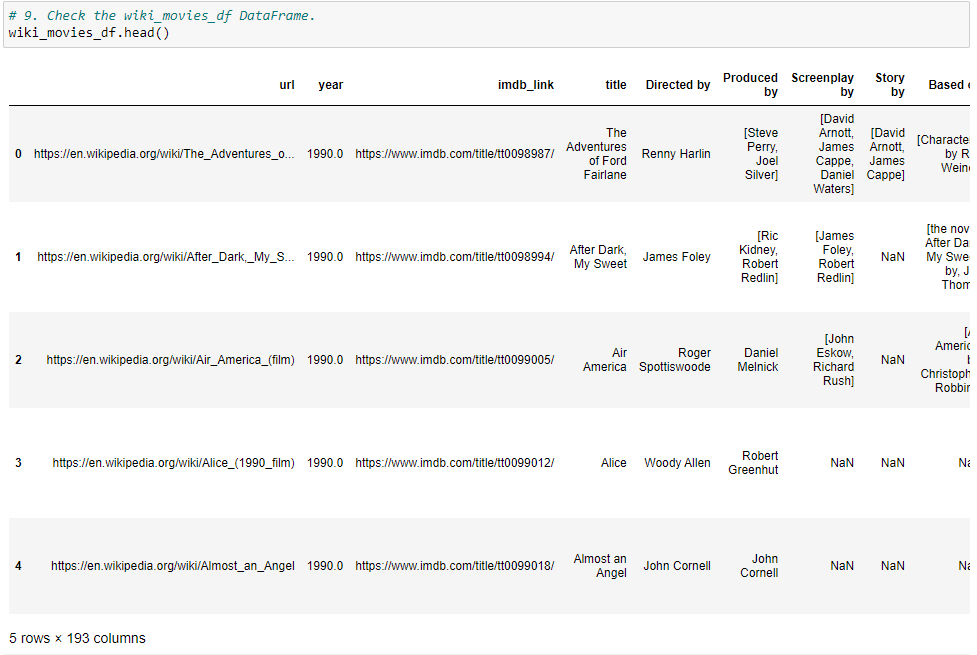 # 9. Check the wiki_movies_df DataFrame.
wiki_movies_df.head()
url year imdb_link title Directed by Produced by Screenplay by Story by Based
0 https://en.wikipedia.org/wiki/The_Adventures_o... 1990.0 https://www.imdb.com/title/tt0098987/ The Adventures of Ford Fairlane Renny Harlin [Steve Perry, Joel Silver] [David Arnott, James Cappe, Daniel Waters] [David Arnott, James Cappe] [Characte by R Wein
1 https://en.wikipedia.org/wiki/After_Dark,_My_S... 1990.0 https://www.imdb.com/title/tt0098994/ After Dark, My Sweet James Foley [Ric Kidney, Robert Redlin] [James Foley, Robert Redlin] NaN [the nov After Da My Swe by, J Thom
2 https://en.wikipedia.org/wiki/Air_America_(film) 1990.0 https://www.imdb.com/title/tt0099005/ Air America Roger Spottiswoode Daniel Melnick [John Eskow, Richard Rush] NaN Americ Christoph Robbin
3 https://en.wikipedia.org/wiki/Alice_(1990_film) 1990.0 https://www.imdb.com/title/tt0099012/ Alice Woody Allen Robert Greenhut NaN NaN Na
4 https://en.wikipedia.org/wiki/Almost_an_Angel 1990.0 https://www.imdb.com/title/tt0099018/ Almost an Angel John Cornell John Cornell NaN NaN Na
5 rows × 193 columns